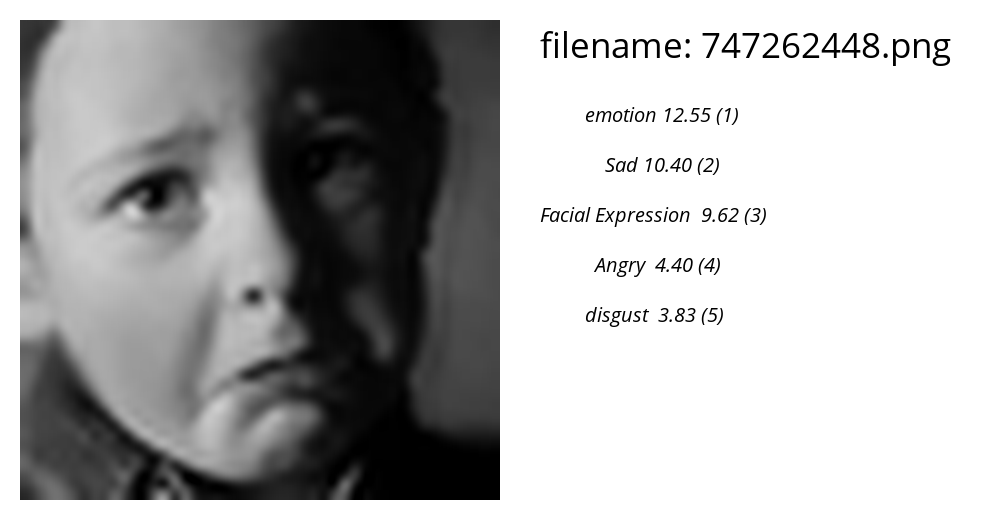 filename: 747262448.png
emotion 12.55 (1)
Sad 10.40 (2)
Facial Expression 9.62 (3)
Angry 4.40 (4)
disgust 3.83 (5)